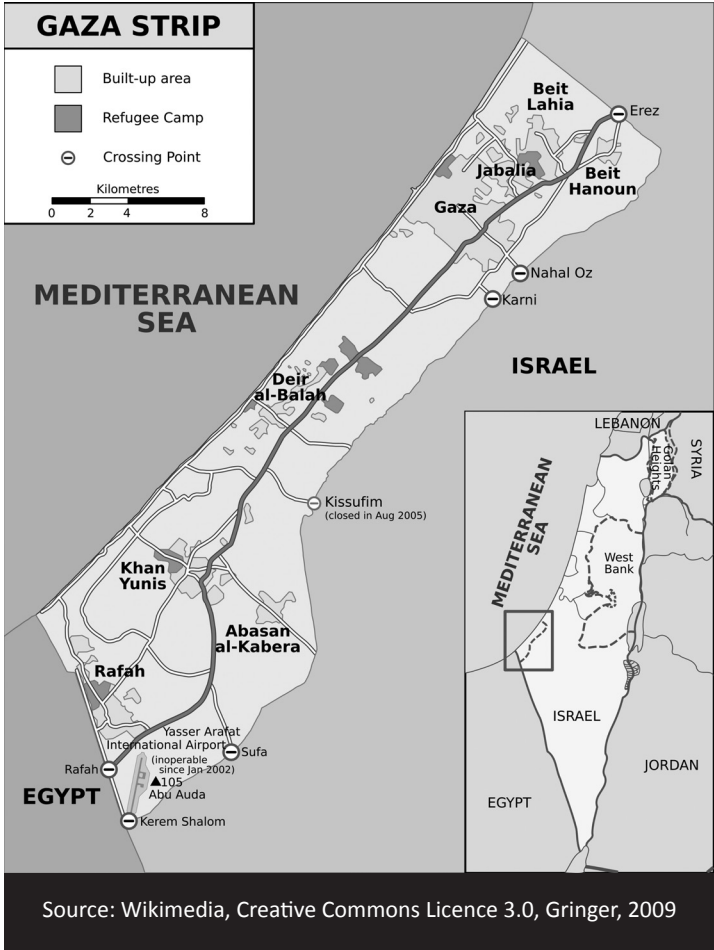 GAZA STRIP
Built-up area
Refugee Camp
Crossing Point
Kilometres
0 2 4 8
Beit
Lahia
Erez
Jabalia
Beit
Hanoun
Gaza
Nahal Oz
Karni
MEDITERRANEAN
SEA
ISRAEL
Deir
al-Balah
Kissufim
(closed in Aug 2005)
Khan
Yunis
Abasan
al-Kabera
Rafah
Yasser Arafat
International Airport
(inoperable
since Jan 2002)
Sufa
Rafah
105
Abu Auda
EGYPT
Kerem Shalom
LEBANON
SYRIA
Golan
Heights
MEDITERRANEAN
SEA
West
Bank
ISRAEL
JORDAN
EGYPT
Source: Wikimedia, Creative Commons Licence 3.0, Gringer, 2009